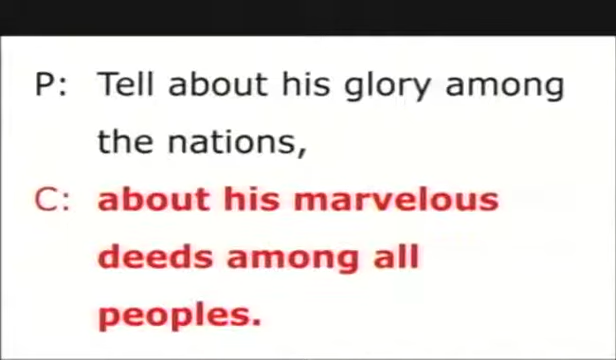 P: Tell about his glory among
the nations,
C: about his marvelous
deeds among all
peoples.